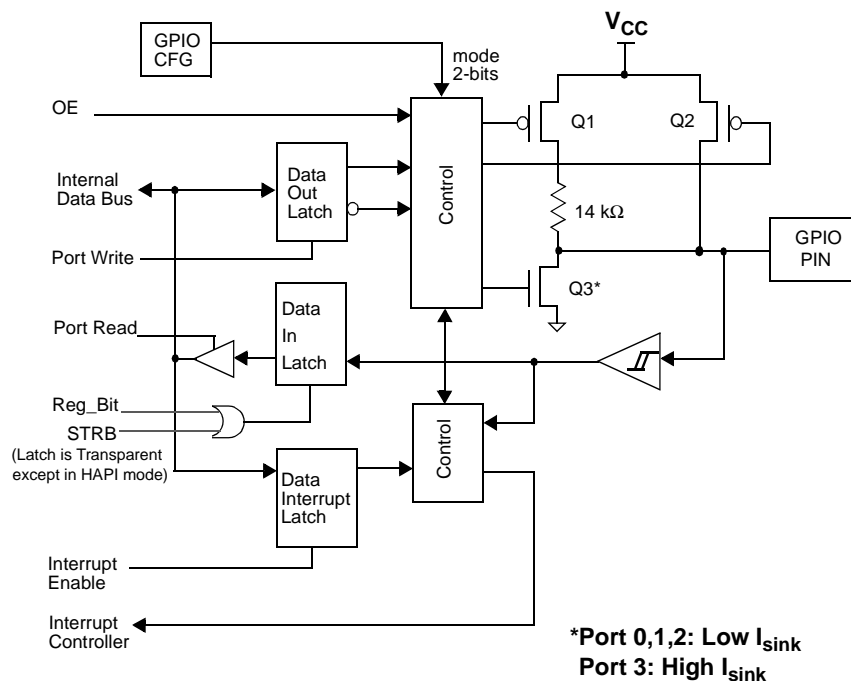 GPIO
CFG
mode
2-bits
VCC
OE
Q1
Q2
Internal
Data Bus
Data
Out
Latch
Control
14 kΩ
GPIO
PIN
Port Write
Q3*
Data
In
Latch
Port Read
Reg_Bit
STRB
(Latch is Transparent
except in HAPI mode)
Control
Data
Interrupt
Latch
Interrupt
Enable
Interrupt
Controller
*Port 0,1,2: Low Isink
Port 3: High Isink